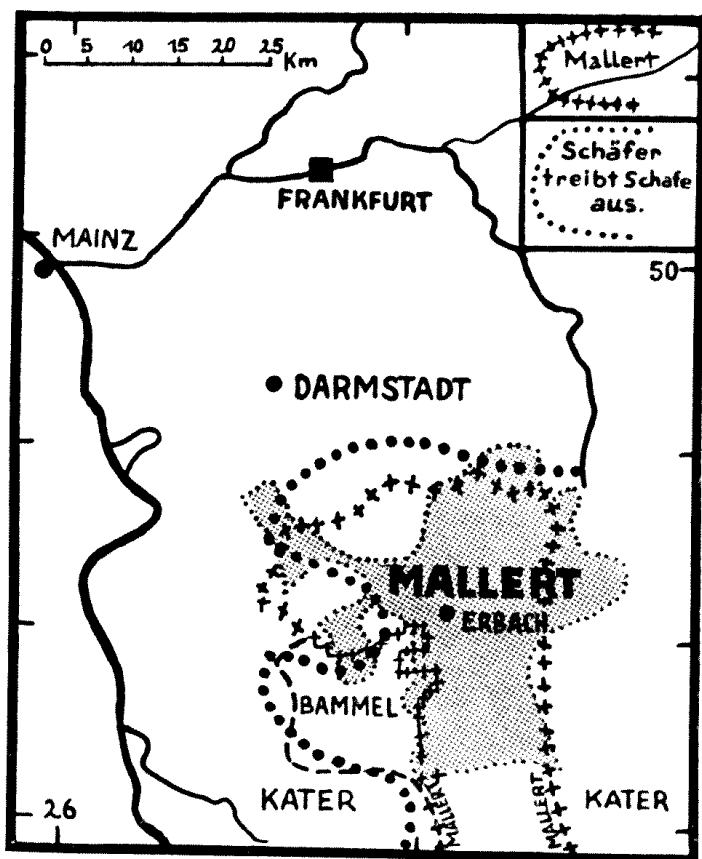 0 5 10 15 20 25 Km
Mallert
Schäfer
treibt Schafe
aus.
FRANKFURT
MAINZ
50
DARMSTADT
MALLERT
ERBACH
BAMMEL
KATER
MALLERT
MALLERT
KATER
26